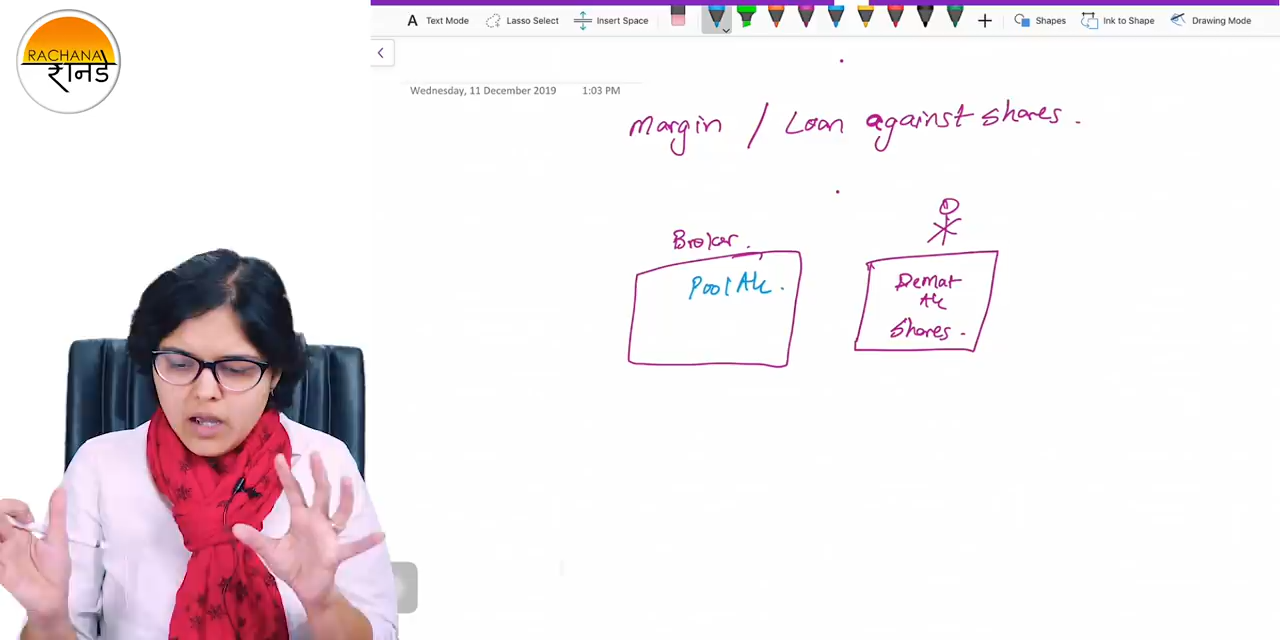 RACHANA
रानडे
A Text Mode Lasso Select Insert Space Shapes Ink to Shape Drawing Mode
Wednesday, 11 December 2019 1:03 PM
Margin / Loan against shares.
Broker.
Pool A/c.
Demat
A/c
Shares.